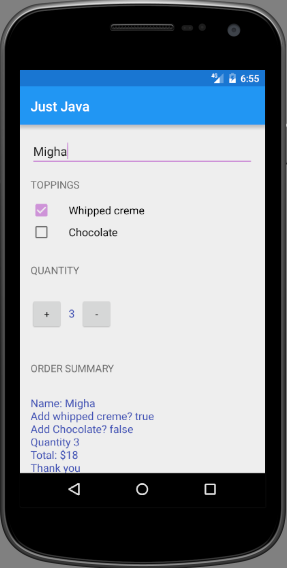 4G 6:55
Just Java
Migha
TOPPINGS
Whipped creme
Chocolate
QUANTITY
+ 3 -
ORDER SUMMARY
Name: Migha
Add whipped creme? true
Add Chocolate? false
Quantity 3
Total: $18
Thank you